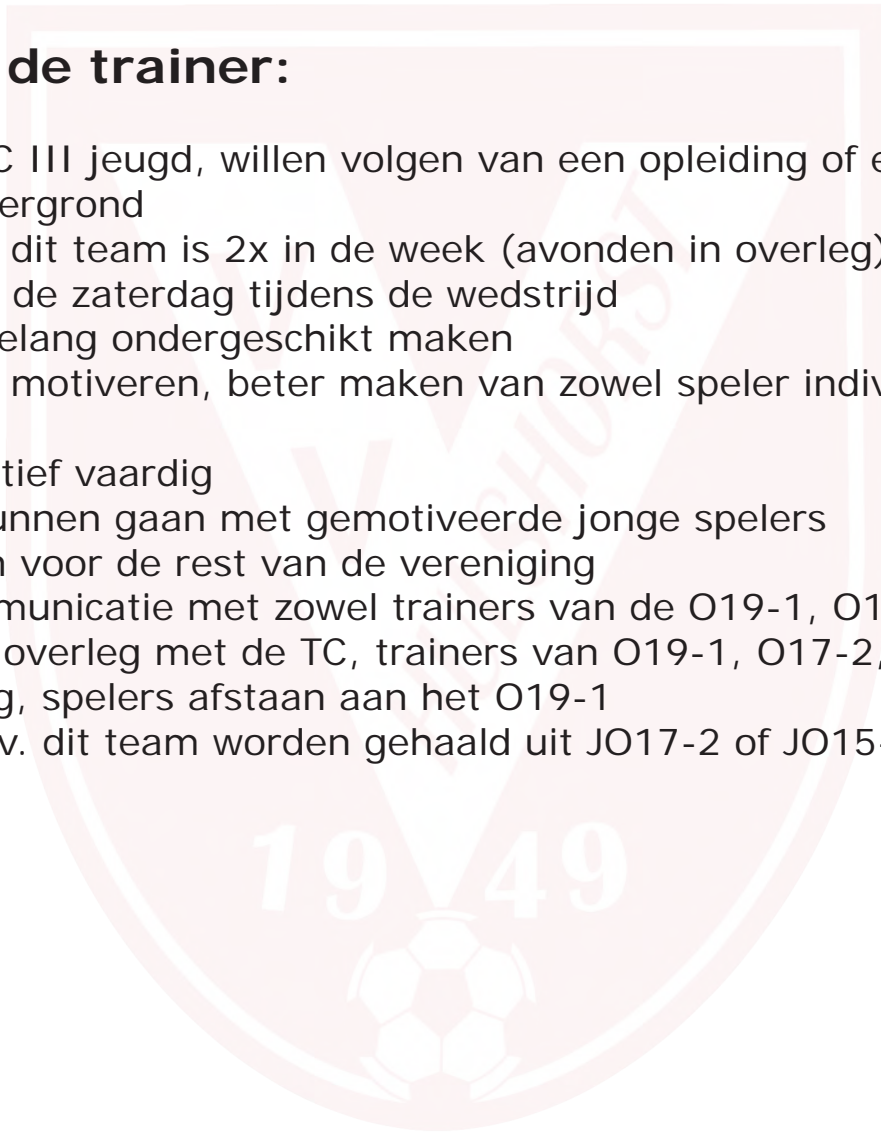 de trainer:
C III jeugd, willen volgen van een opleiding of e
ergrond
dit team is 2x in de week (avonden in overleg)
de zaterdag tijdens de wedstrijd
elang ondergeschikt maken
motiveren, beter maken van zowel speler indiv
tief vaardig
unnen gaan met gemotiveerde jonge spelers
voor de rest van de vereniging
municatie met zowel trainers van de O19-1, O1
overleg met de TC, trainers van O19-1, O17-2,
g, spelers afstaan aan het O19-1
v. dit team worden gehaald uit JO17-2 of JO15-
HULSHORST
1949